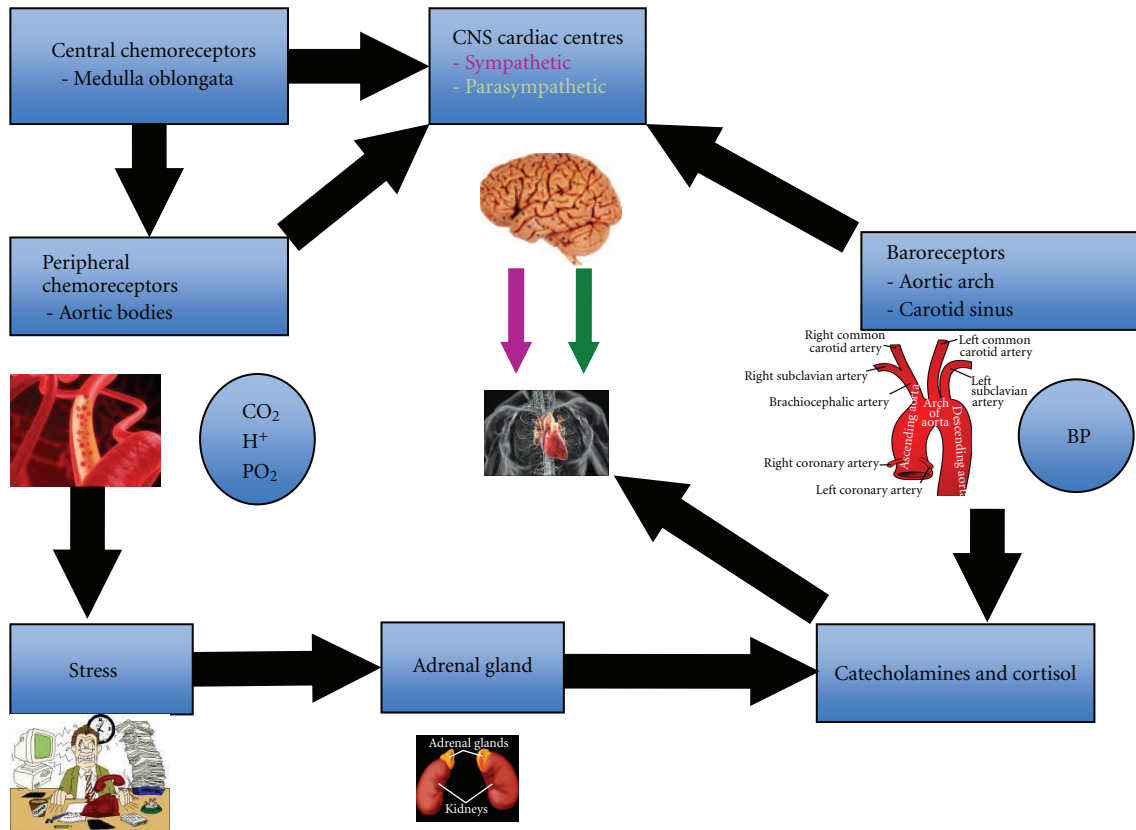 Central chemoreceptors
- Medulla oblongata
CNS cardiac centres
- Sympathetic
- Parasympathetic
Peripheral
chemoreceptors
- Aortic bodies
Baroreceptors
- Aortic arch
- Carotid sinus
CO₂
H⁺
PO₂
Right common
carotid artery
Left common
carotid artery
Right subclavian artery
Left
subclavian
artery
Brachiocephalic artery
Ascending aorta
Arch
of
aorta
Descending aorta
Right coronary artery
Left coronary artery
BP
Stress
Adrenal gland
Catecholamines and cortisol
Adrenal glands
Kidneys